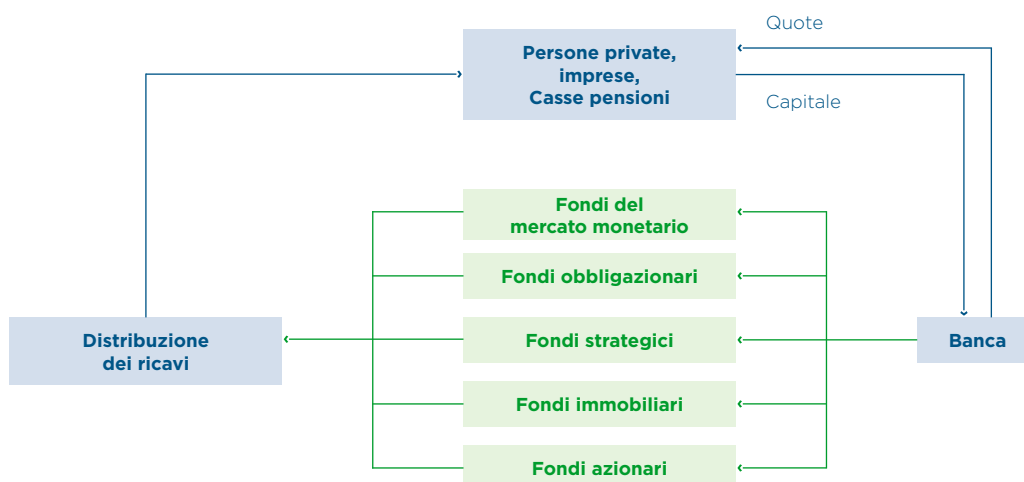 Quote
Persone private,
imprese,
Casse pensioni
Capitale
Fondi del
mercato monetario
Fondi obbligazionari
Distribuzione
dei ricavi
Fondi strategici
Banca
Fondi immobiliari
Fondi azionari